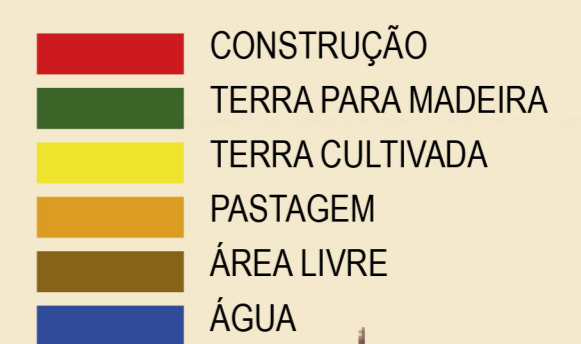 CONSTRUÇÃO
TERRA PARA MADEIRA
TERRA CULTIVADA
PASTAGEM
ÁREA LIVRE
ÁGUA